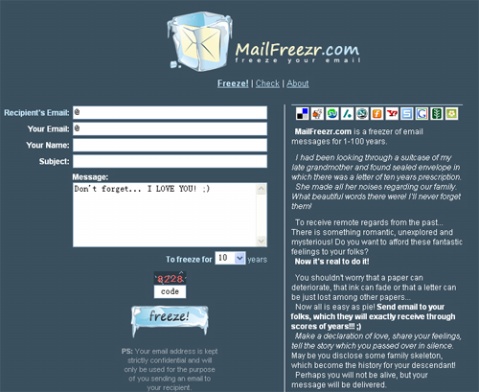 MailFreezr.com
freeze your email
Freeze! | Check | About
Recipient's Email: @
Your Email: @
Your Name:
Subject:
Message:
Don't forget... I LOVE YOU! ;)
To freeze for 10 years
8728
code
freeze!
PS: Your email address is kept
strictly confidential and will
only be used for the purpose
of you sending an email to
your recipient.
MailFreezr.com is a freezer of email
messages for 1-100 years.
I had been looking through a suitcase of my
late grandmother and found sealed envelope in
which there was a letter of ten years prescription.
She made all her noises regarding our family.
What beautiful words there were! I'll never forget
them!
To receive remote regards from the past...
There is something romantic, unexplored and
mysterious! Do you want to afford these fantastic
feelings to your folks?
Now it's real to do it!
You shouldn't worry that a paper can
deteriorate, that ink can fade or that a letter can
be just lost among other papers...
Now all is easy as pie! Send email to your
folks, which they will exactly receive through
scores of years!!! ;)
Make a declaration of love, share your feelings,
tell the story which you passed over in silence.
May be you disclose some family skeleton,
which become the history for your descendant!
Perhaps you will not be alive, but your
message will be delivered.